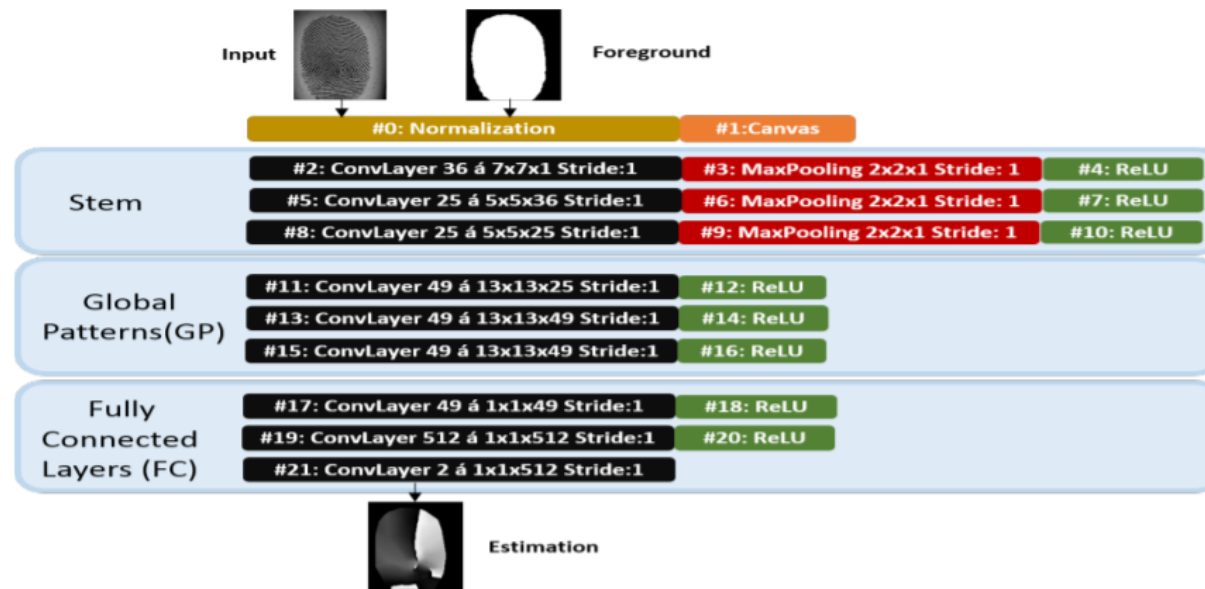 Input
Foreground
#0: Normalization #1:Canvas
Stem
#2: ConvLayer 36 á 7x7x1 Stride:1 #3: MaxPooling 2x2x1 Stride: 1 #4: ReLU
#5: ConvLayer 25 á 5x5x36 Stride:1 #6: MaxPooling 2x2x1 Stride: 1 #7: ReLU
#8: ConvLayer 25 á 5x5x25 Stride:1 #9: MaxPooling 2x2x1 Stride: 1 #10: ReLU
Global
Patterns(GP)
#11: ConvLayer 49 á 13x13x25 Stride:1 #12: ReLU
#13: ConvLayer 49 á 13x13x49 Stride:1 #14: ReLU
#15: ConvLayer 49 á 13x13x49 Stride:1 #16: ReLU
Fully
Connected
Layers (FC)
#17: ConvLayer 49 á 1x1x49 Stride:1 #18: ReLU
#19: ConvLayer 512 á 1x1x512 Stride:1 #20: ReLU
#21: ConvLayer 2 á 1x1x512 Stride:1
Estimation